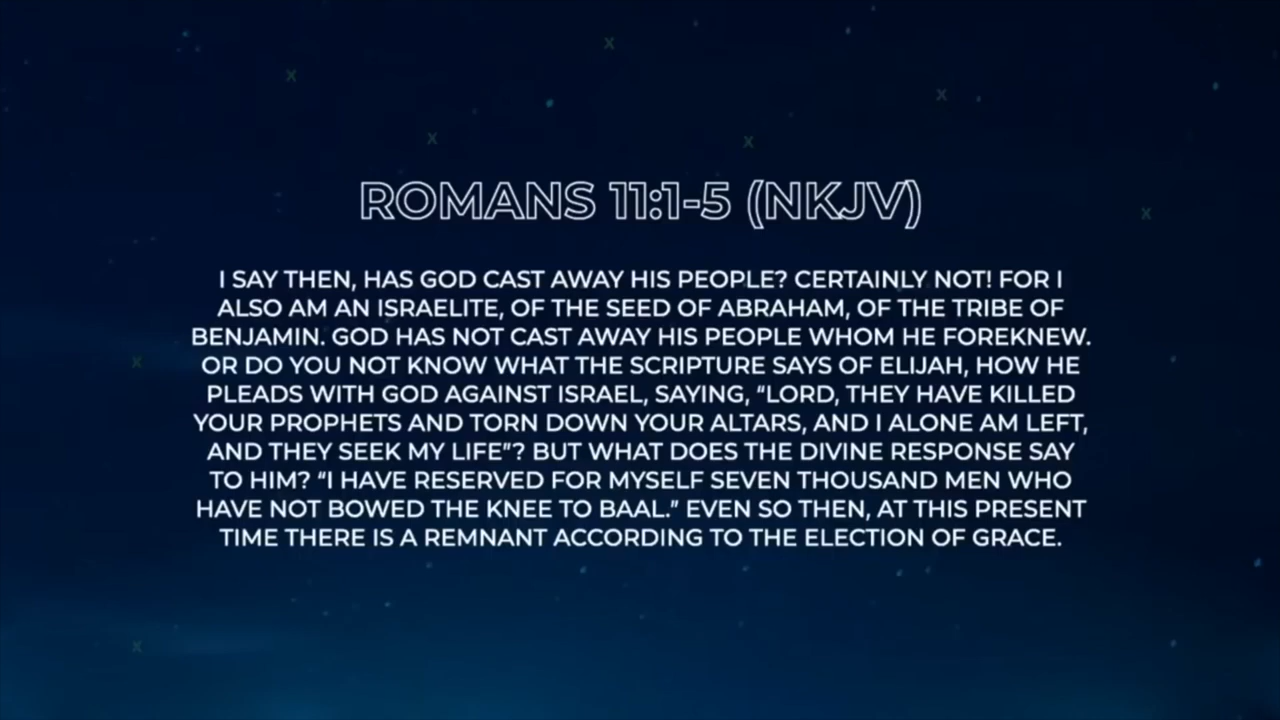 ROMANS 11:1-5 (NKJV)
I SAY THEN, HAS GOD CAST AWAY HIS PEOPLE? CERTAINLY NOT! FOR I
ALSO AM AN ISRAELITE, OF THE SEED OF ABRAHAM, OF THE TRIBE OF
BENJAMIN. GOD HAS NOT CAST AWAY HIS PEOPLE WHOM HE FOREKNEW.
OR DO YOU NOT KNOW WHAT THE SCRIPTURE SAYS OF ELIJAH, HOW HE
PLEADS WITH GOD AGAINST ISRAEL, SAYING, “LORD, THEY HAVE KILLED
YOUR PROPHETS AND TORN DOWN YOUR ALTARS, AND I ALONE AM LEFT,
AND THEY SEEK MY LIFE”? BUT WHAT DOES THE DIVINE RESPONSE SAY
TO HIM? “I HAVE RESERVED FOR MYSELF SEVEN THOUSAND MEN WHO
HAVE NOT BOWED THE KNEE TO BAAL.” EVEN SO THEN, AT THIS PRESENT
TIME THERE IS A REMNANT ACCORDING TO THE ELECTION OF GRACE.